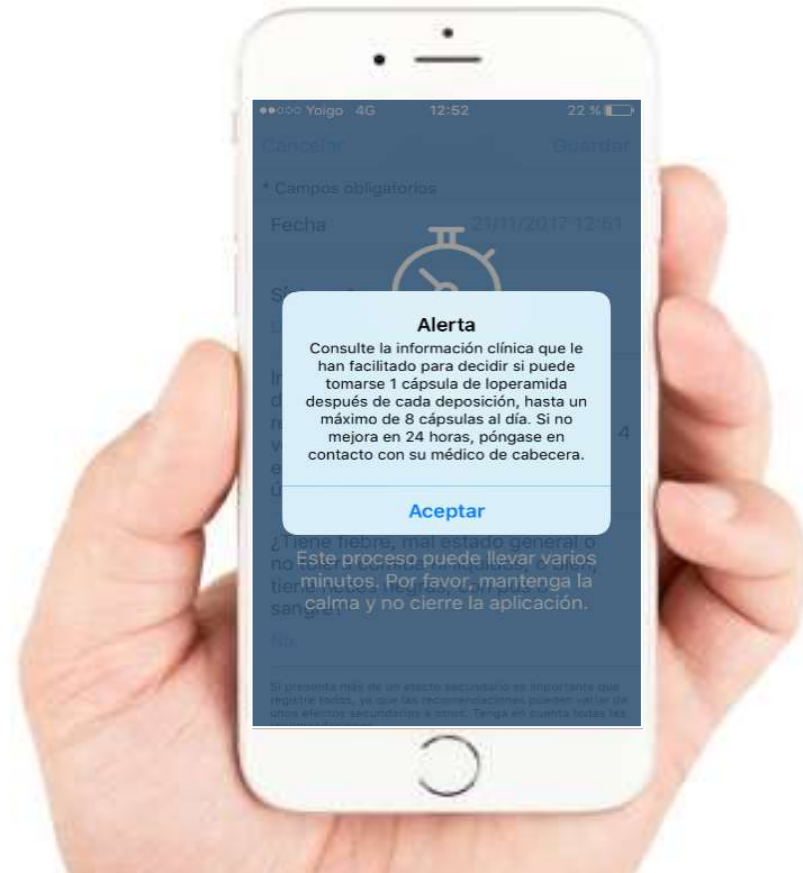 Yoigo 4G 12:52 22 %
Cancelar Guardar
* Campos obligatorios
Fecha 21/11/2017 12:51
Alerta
Consulte la información clínica que le
han facilitado para decidir si puede
tomarse 1 cápsula de loperamida
después de cada deposición, hasta un
máximo de 8 cápsulas al día. Si no
mejora en 24 horas, póngase en
contacto con su médico de cabecera.
4
Aceptar
¿Tiene fiebre, mal estado general o
Este proceso puede llevar varios
minutos. Por favor, mantenga la
calma y no cierre la aplicación.
sangre?
No
Si presenta más de un efecto secundario es importante que
registre todos, ya que las recomendaciones pueden variar de
unos efectos secundarios a otros. Tenga en cuenta todas las